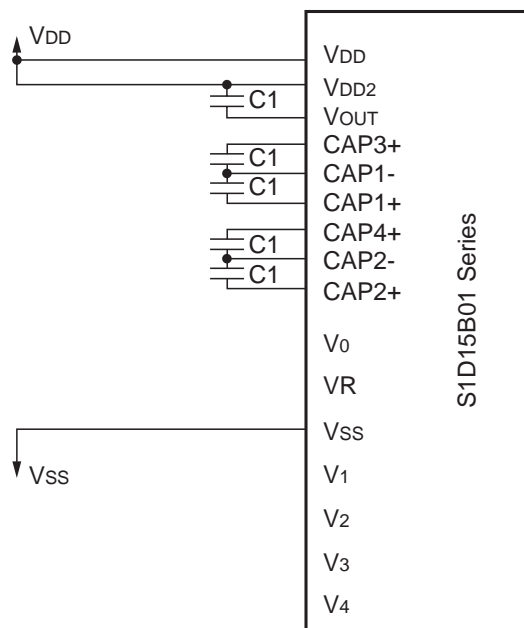 VDD
VDD
VDD2
C1
VOUT
CAP3+
C1
CAP1-
C1
CAP1+
CAP4+
C1
CAP2-
C1
CAP2+
V0
VR
VSS
VSS
V1
V2
V3
V4
S1D15B01 Series